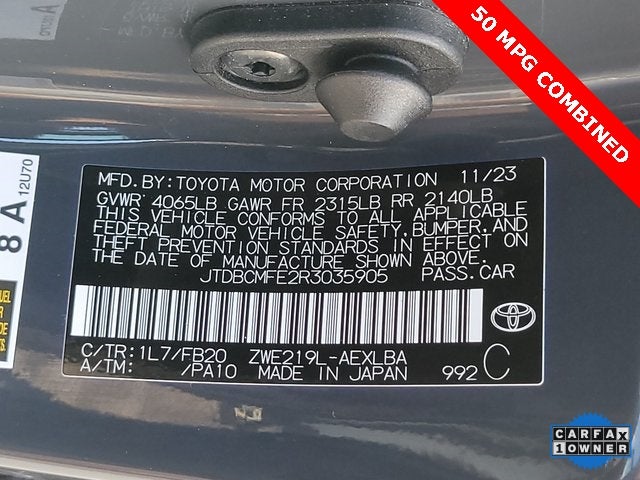 50 MPG COMBINED
MFD. BY: TOYOTA MOTOR CORPORATION 11/23
GVWR 4065LB GAWR FR 2315LB RR 2140LB
THIS VEHICLE CONFORMS TO ALL APPLICABLE
FEDERAL MOTOR VEHICLE SAFETY, BUMPER, AND
THEFT PREVENTION STANDARDS IN EFFECT ON
THE DATE OF MANUFACTURE SHOWN ABOVE.
JTDBCMFE2R3035905 PASS. CAR
C/TR: 1L7/FB20 ZWE219L-AEXLBA
A/TM: /PA10 MADE IN JAPAN 992 C
8 A 12U70
CARFAX
1 OWNER